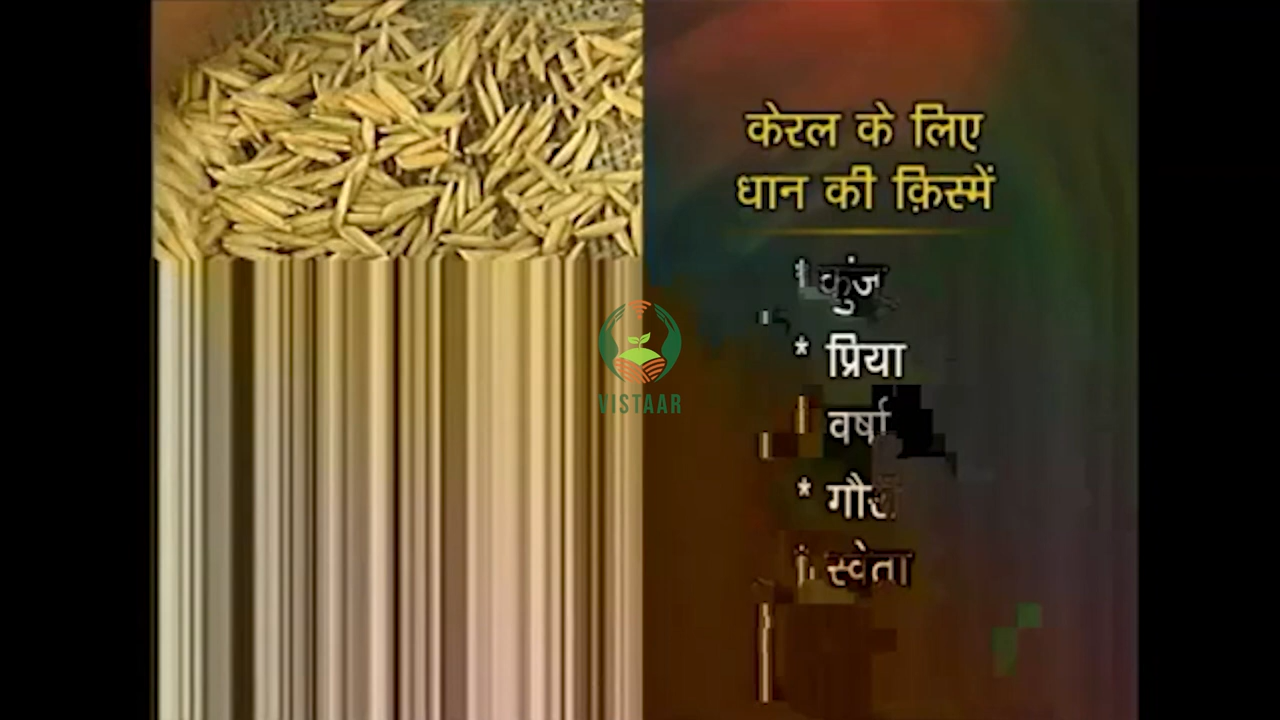 केरल के लिए
धान की क़िस्में
* प्रिया
वर्षा
* 
स्वेता
VISTAAR